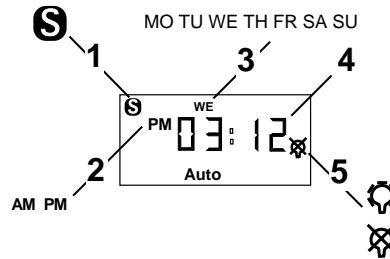 S MO TU WE TH FR SA SU
1 3 4
S WE
PM 03:12
2 Auto 5
AM PM